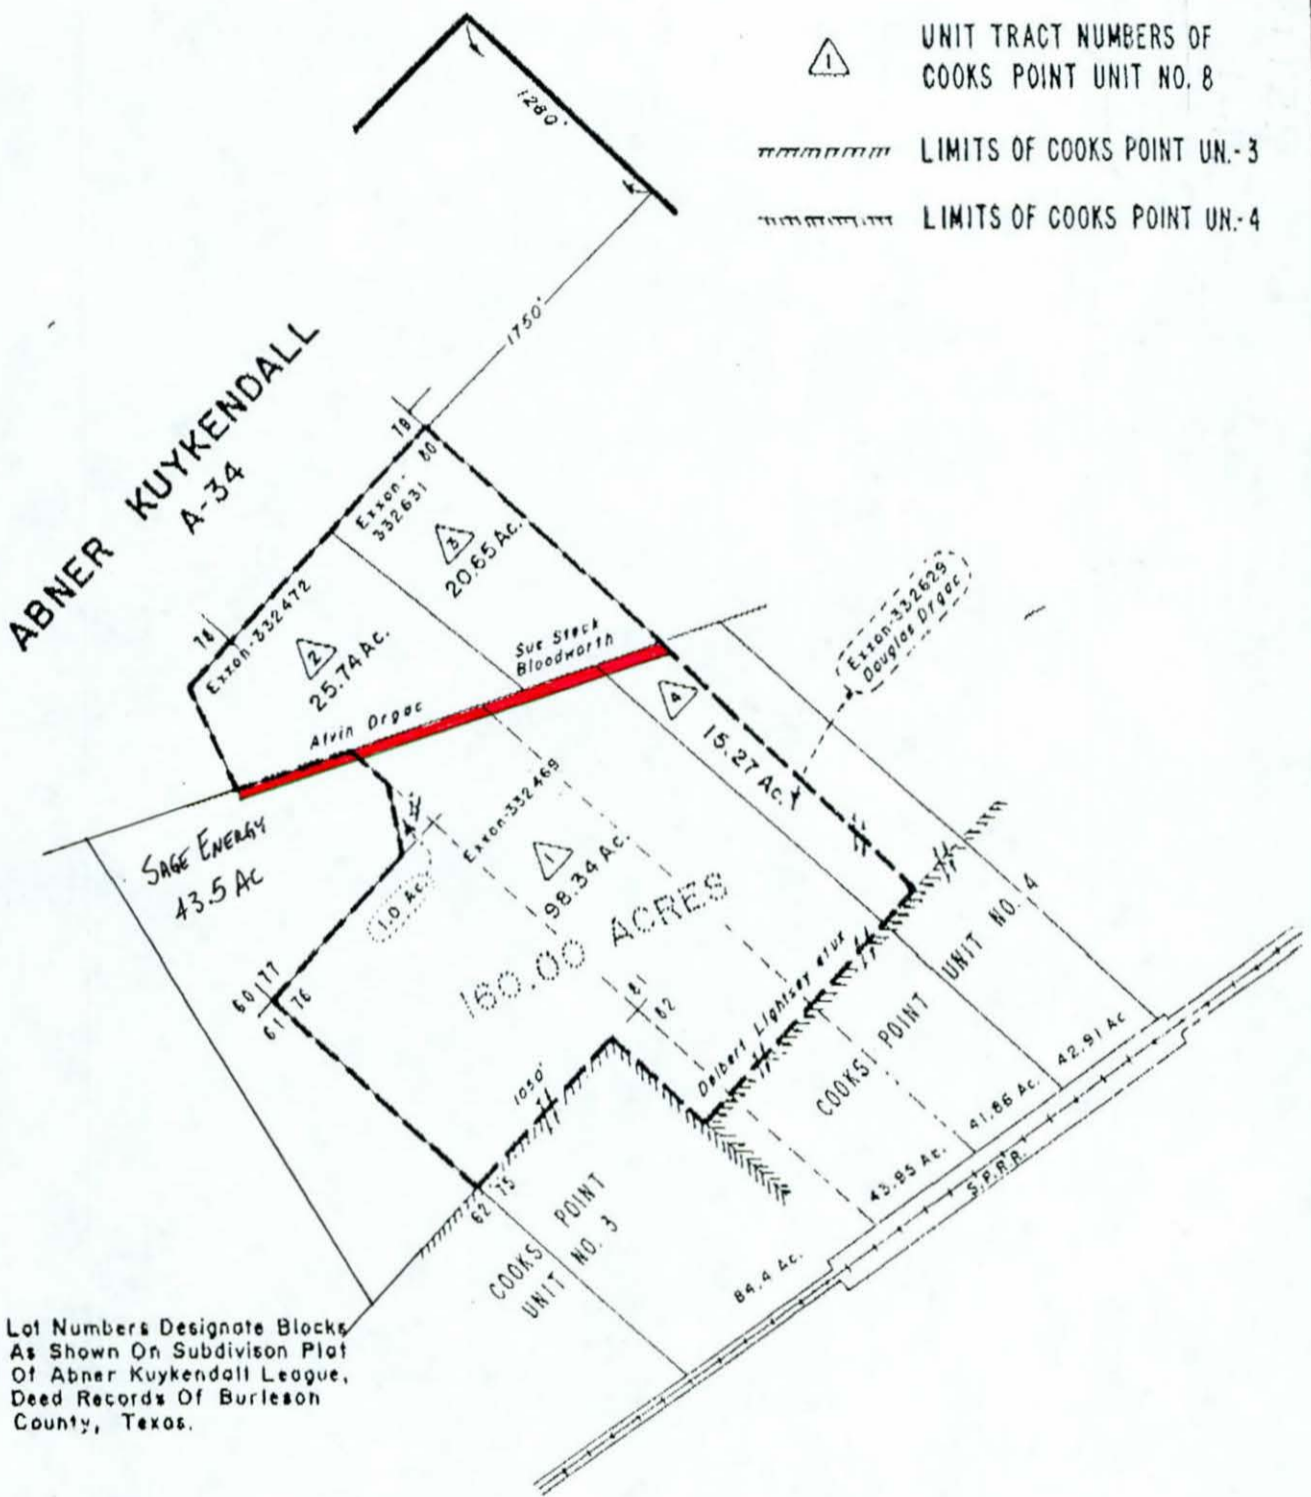 1
UNIT TRACT NUMBERS OF
COOKS POINT UNIT NO. 8
LIMITS OF COOKS POINT UN.-3
LIMITS OF COOKS POINT UN.-4
1280'
1750'
ABNER KUYKENDALL
A-34
79
80
Exxon-
332631
3
20.65 Ac.
78
Exxon-332472
2
25.74 Ac.
Sue Steck
Bloodworth
Alvin Drgac
Exxon-332629
Douglas Drgac
4
15.27 Ac.
SAGE ENERGY
43.5 AC
Exxon-332469
1
98.34 Ac.
1.0 Ac.
160.00 ACRES
60 77
61 76
81
82
Delbert Lightsey etux
1050'
62 75
COOKS POINT
UNIT NO. 3
COOKS POINT UNIT NO. 4
42.91 Ac
41.86 Ac.
43.95 Ac.
84.4 Ac.
S.P.R.R.
Lot Numbers Designate Blocks
As Shown On Subdivison Plat
Of Abner Kuykendall League,
Deed Records Of Burleson
County, Texas.